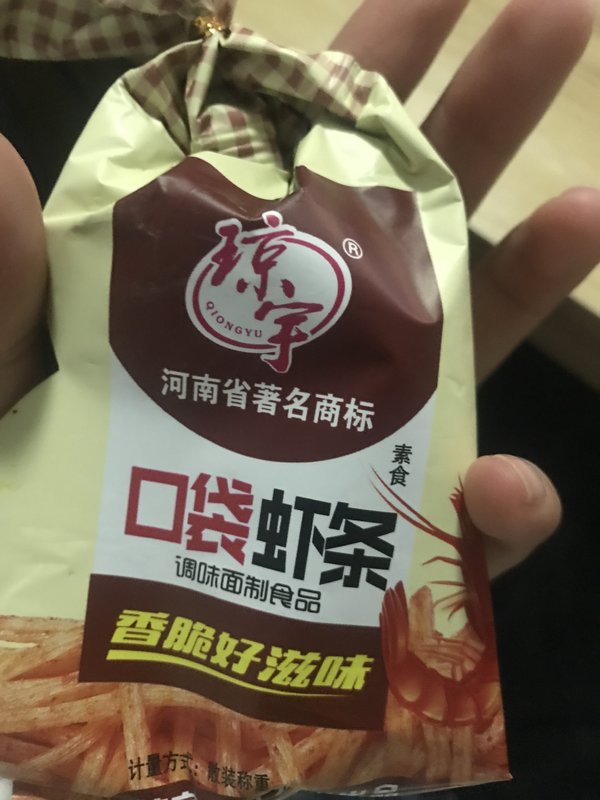 琼宇
®
QIONGYU
河南省著名商标
素食
口袋虾条
调味面制食品
香脆好滋味
计量方式：散装称重